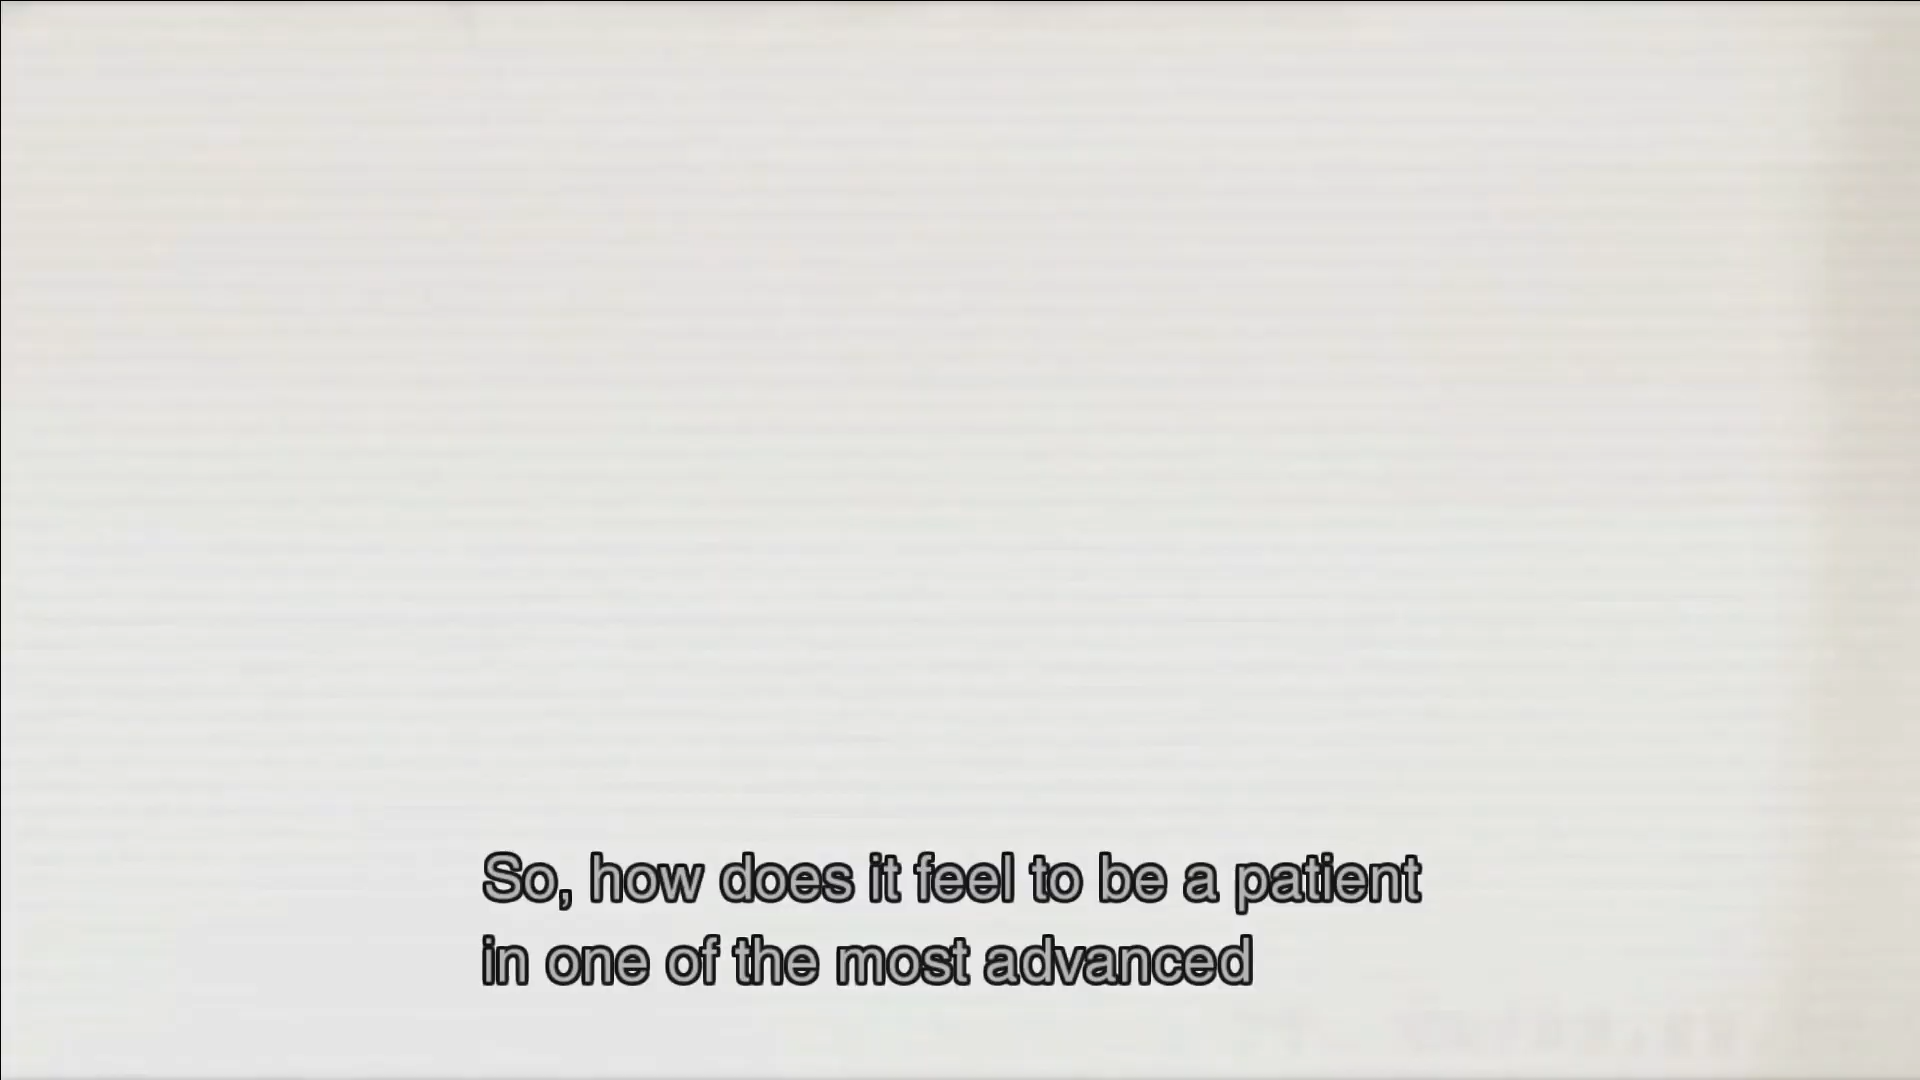 So, how does it feel to be a patient
in one of the most advanced